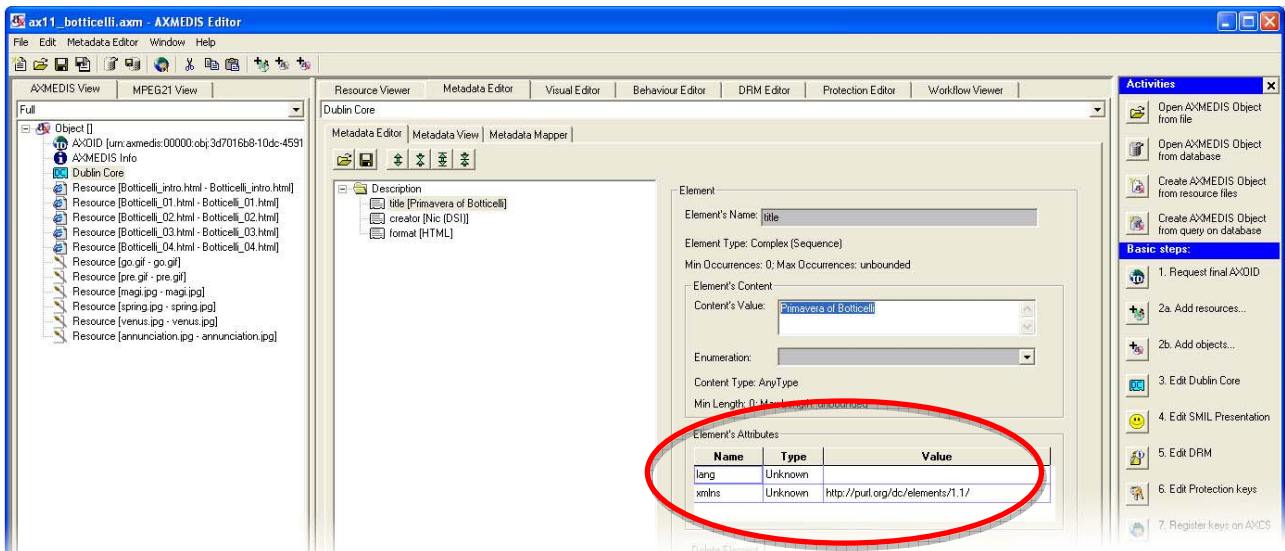 ax11_botticelli.axm - AXMEDIS Editor
File Edit Metadata Editor Window Help
AXMEDIS View MPEG21 View
Full
Object []
AXOID [urn:axmedis:00000:obj:3d7016b8-10dc-4591
AXMEDIS Info
Dublin Core
Resource [Botticelli_intro.html - Botticelli_intro.html]
Resource [Botticelli_01.html - Botticelli_01.html]
Resource [Botticelli_02.html - Botticelli_02.html]
Resource [Botticelli_03.html - Botticelli_03.html]
Resource [Botticelli_04.html - Botticelli_04.html]
Resource [go.gif - go.gif]
Resource [pre.gif - pre.gif]
Resource [magi.jpg - magi.jpg]
Resource [spring.jpg - spring.jpg]
Resource [venus.jpg - venus.jpg]
Resource [annunciation.jpg - annunciation.jpg]
Resource Viewer Metadata Editor Visual Editor Behaviour Editor DRM Editor Protection Editor Workflow Viewer
Dublin Core
Metadata Editor Metadata View Metadata Mapper
Description
title [Primavera of Botticelli]
creator [Nic (DSI)]
format [HTML]
Element
Element's Name: title
Element Type: Complex (Sequence)
Min Occurrences: 0; Max Occurrences: unbounded
Element's Content
Content's Value: Primavera of Botticelli
Enumeration:
Content Type: AnyType
Min Length: 0; Max Length: unbounded
Element's Attributes
Name Type Value
lang Unknown
xmlns Unknown http://purl.org/dc/elements/1.1/
Delete Element
Activities
Open AXMEDIS Object
from file
Open AXMEDIS Object
from database
Create AXMEDIS Object
from resource files
Create AXMEDIS Object
from query on database
Basic steps:
1. Request final AXOID
2a. Add resources...
2b. Add objects...
3. Edit Dublin Core
4. Edit SMIL Presentation
5. Edit DRM
6. Edit Protection keys
7. Register keys on AXCS